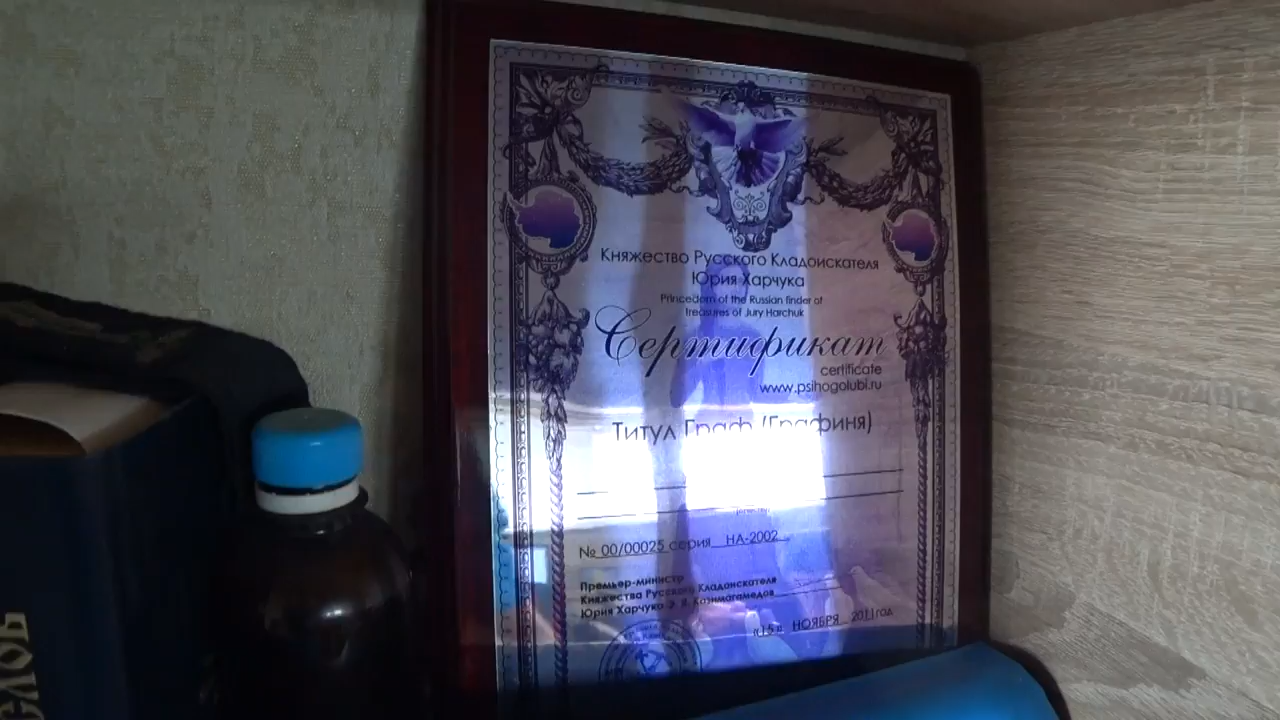 Княжество Русского Кладоискателя
Юрия Харчука
Princedom of the Russian finder of
Treasures of Jury Harchuk
Сертификат
certificate
www.psihogolubi.ru
Титул Граф (Графиня)
№ 00/00025 серия НА-2002
Премьер-министр
Княжества Русского Кладоискателя
Юрия Харчука Э. Я. Казимагамедов
"15" НОЯБРЯ 2011 год